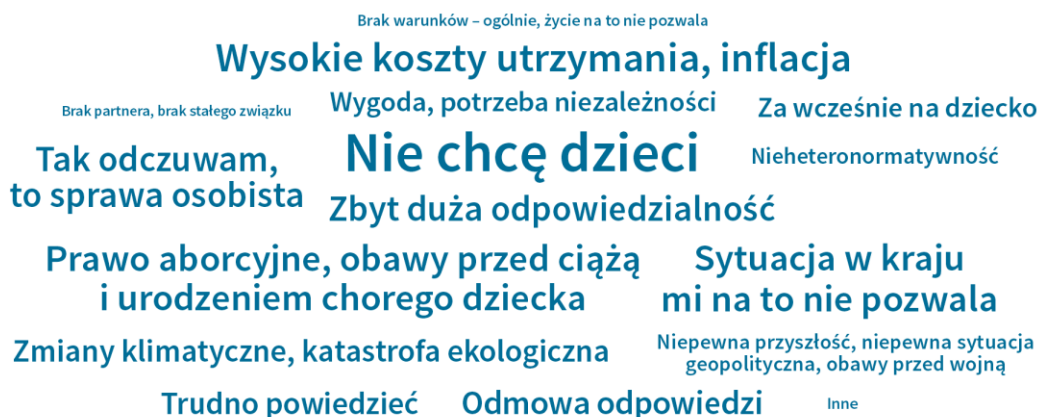 Brak warunków – ogólnie, życie na to nie pozwala
Wysokie koszty utrzymania, inflacja
Brak partnera, brak stałego związku
Wygoda, potrzeba niezależności
Za wcześnie na dziecko
Tak odczuwam,
to sprawa osobista
Nie chcę dzieci
Nieheteronormatywność
Zbyt duża odpowiedzialność
Prawo aborcyjne, obawy przed ciążą
i urodzeniem chorego dziecka
Sytuacja w kraju
mi na to nie pozwala
Zmiany klimatyczne, katastrofa ekologiczna
Niepewna przyszłość, niepewna sytuacja
geopolityczna, obawy przed wojną
Trudno powiedzieć
Odmowa odpowiedzi
Inne